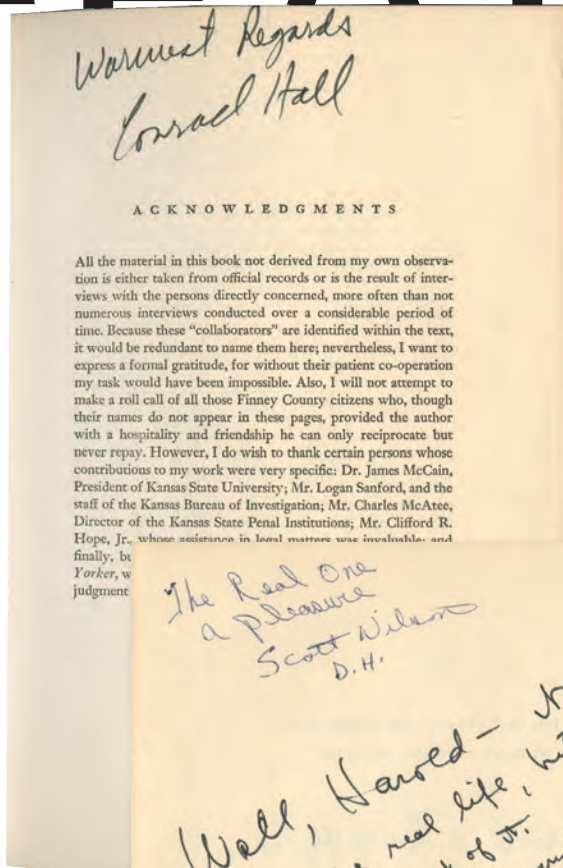 Warmest Regards
Conrad Hall
ACKNOWLEDGMENTS
All the material in this book not derived from my own observa-
tion is either taken from official records or is the result of inter-
views with the persons directly concerned, more often than not
numerous interviews conducted over a considerable period of
time. Because these "collaborators" are identified within the text,
it would be redundant to name them here; nevertheless, I want to
express a formal gratitude, for without their patient co-operation
my task would have been impossible. Also, I will not attempt to
make a roll call of all those Finney County citizens who, though
their names do not appear in these pages, provided the author
with a hospitality and friendship he can only reciprocate but
never repay. However, I do wish to thank certain persons whose
contributions to my work were very specific: Dr. James McCain,
President of Kansas State University; Mr. Logan Sanford, and the
staff of the Kansas Bureau of Investigation; Mr. Charles McAtee,
Director of the Kansas State Penal Institutions; Mr. Clifford R.
Hope, Jr., whose assistance in legal matters was invaluable; and
finally, bu
Yorker, w
judgment
The Real One
a pleasure
Scott Wilson
D.H.
Well, Harold—
real life,
of it.